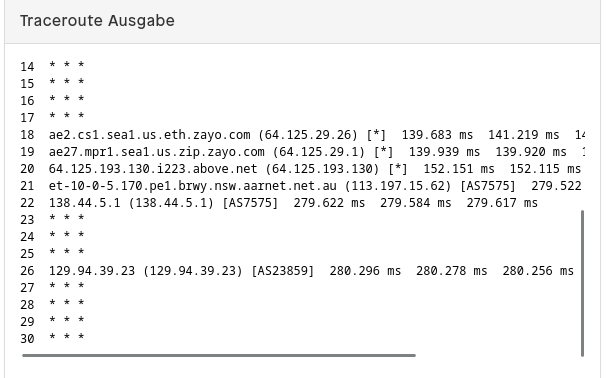 Traceroute Ausgabe
14 * * *
15 * * *
16 * * *
17 * * *
18 ae2.cs1.sea1.us.eth.zayo.com (64.125.29.26) [*] 139.683 ms 141.219 ms 14
19 ae27.mpr1.sea1.us.zip.zayo.com (64.125.29.1) [*] 139.939 ms 139.920 ms 1
20 64.125.193.130.i223.above.net (64.125.193.130) [*] 152.151 ms 152.115 ms
21 et-10-0-5.170.pe1.brwy.nsw.aarnet.net.au (113.197.15.62) [AS7575] 279.522
22 138.44.5.1 (138.44.5.1) [AS7575] 279.622 ms 279.584 ms 279.617 ms
23 * * *
24 * * *
25 * * *
26 129.94.39.23 (129.94.39.23) [AS23859] 280.296 ms 280.278 ms 280.256 ms
27 * * *
28 * * *
29 * * *
30 * * *